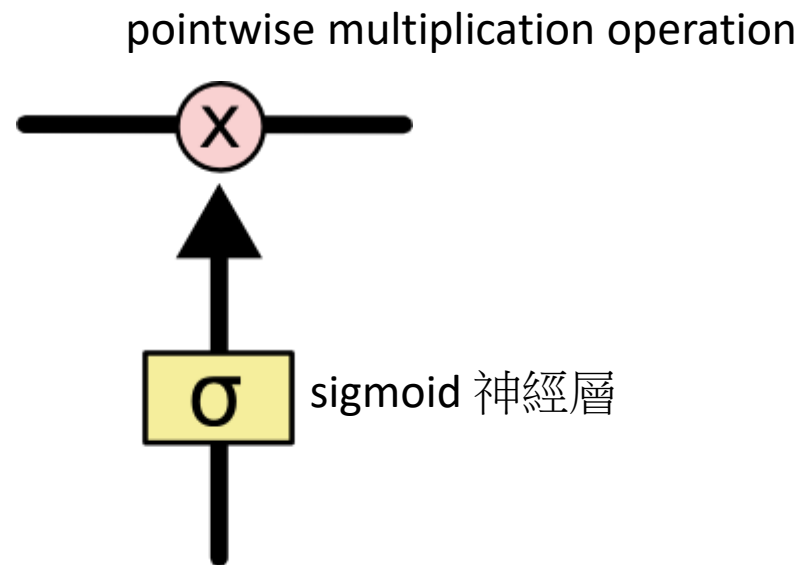 pointwise multiplication operation
x
σ
sigmoid 神經層